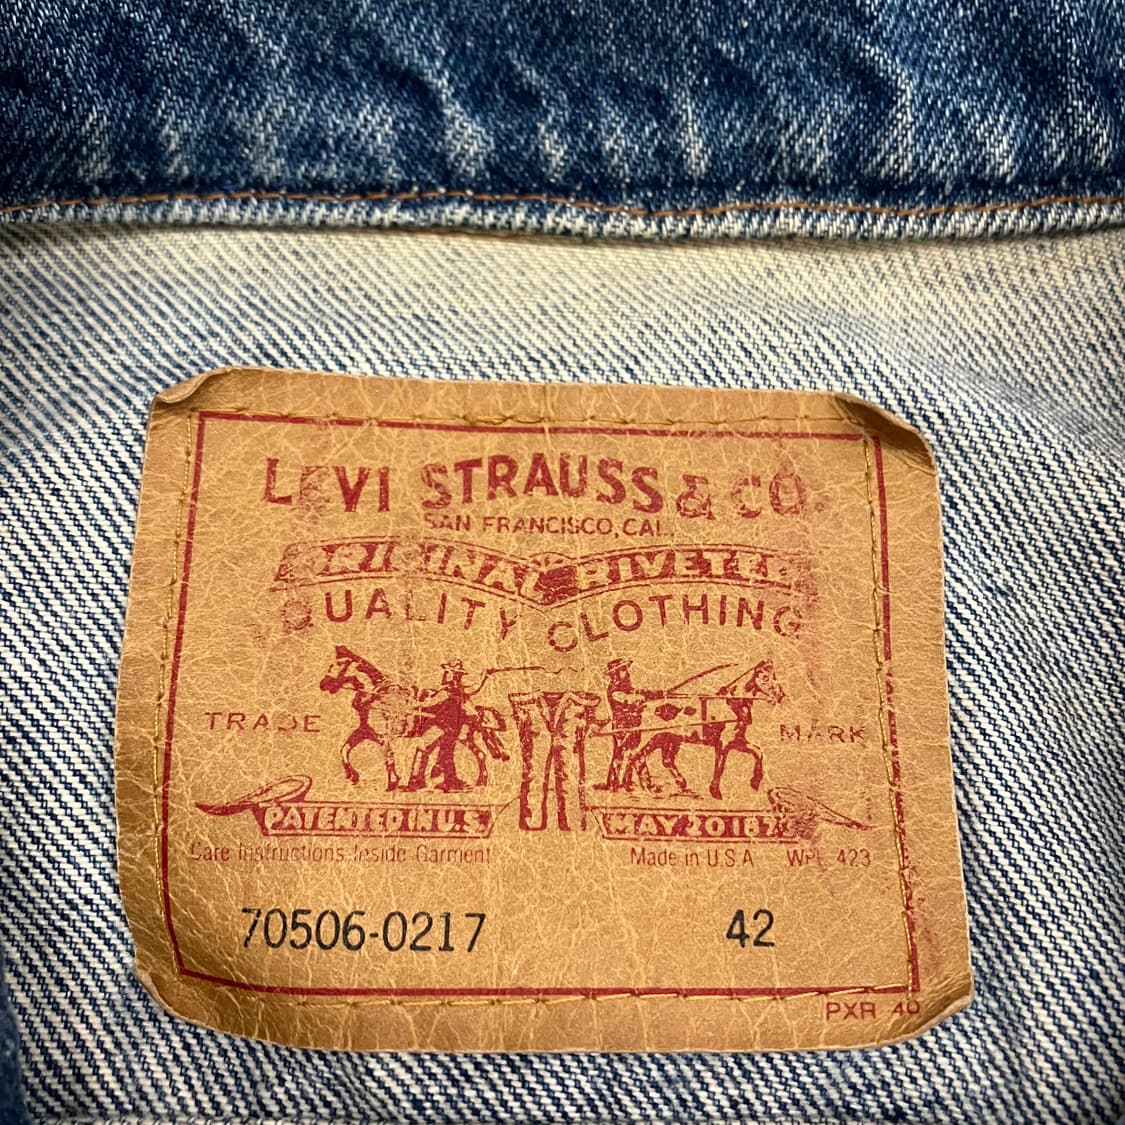 LEVI STRAUSS & CO.
SAN FRANCISCO, CAL.
ORIGINAL RIVETED
QUALITY CLOTHING
TRADE MARK
PATENTED IN U.S. MAY 20 1873
Care Instructions Inside Garment Made in U.S.A WPL 423
70506-0217 42
PXR 40